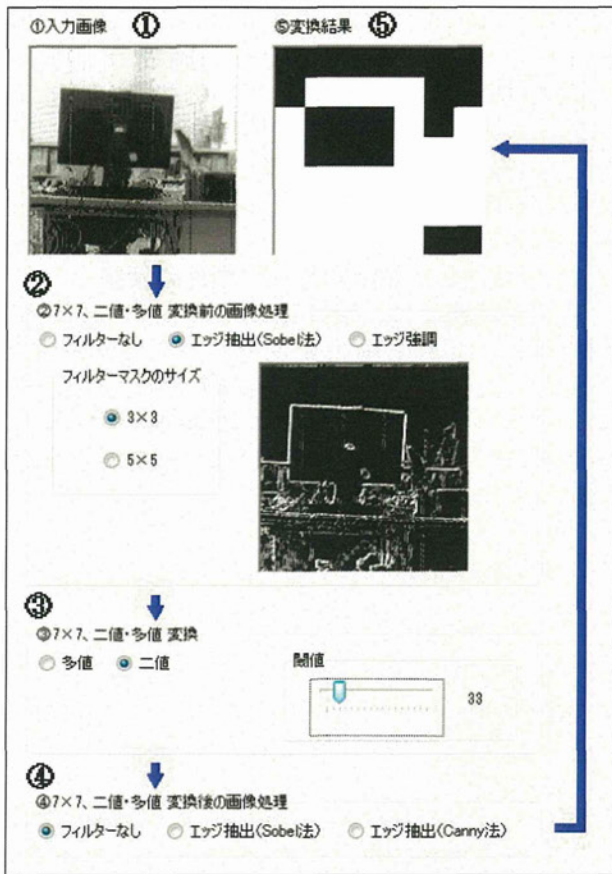 ①入力画像 ①
⑤変換結果 ⑤
②
②7×7、二値・多値 変換前の画像処理
フィルターなし エッジ抽出(Sobel法) エッジ強調
フィルターマスクのサイズ
3×3
5×5
③
③7×7、二値・多値 変換
多値 二値
閾値
33
④
④7×7、二値・多値 変換後の画像処理
フィルターなし エッジ抽出(Sobel法) エッジ抽出(Canny法)